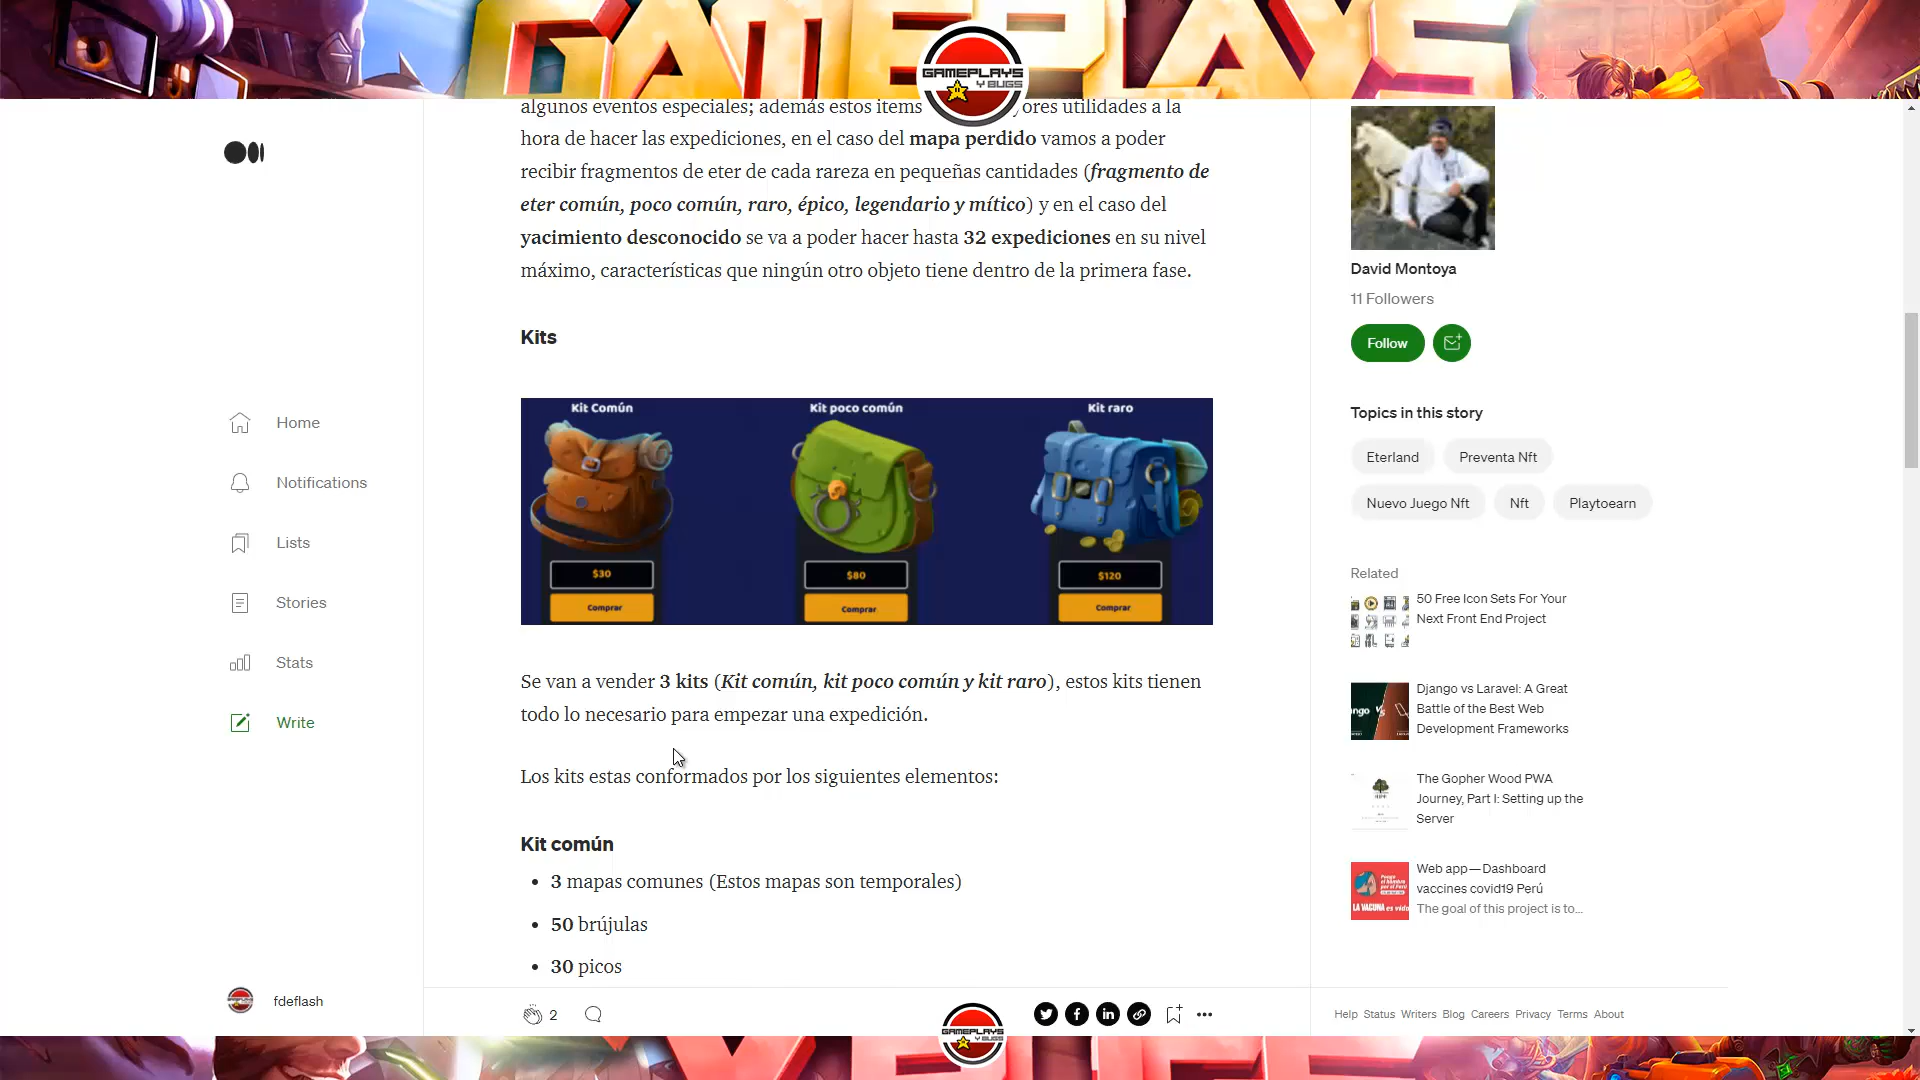 GAMEPLAYS
GAMEPLAYS
Y BUGS
algunos eventos especiales; además estos items
ores utilidades a la
hora de hacer las expediciones, en el caso del mapa perdido vamos a poder
recibir fragmentos de eter de cada rareza en pequeñas cantidades (fragmento de
eter común, poco común, raro, épico, legendario y mítico) y en el caso del
yacimiento desconocido se va a poder hacer hasta 32 expediciones en su nivel
máximo, características que ningún otro objeto tiene dentro de la primera fase.
Kits
Kit Común
Kit poco común
Kit raro
$30
$80
$120
Comprar
Comprar
Comprar
Se van a vender 3 kits (Kit común, kit poco común y kit raro), estos kits tienen
todo lo necesario para empezar una expedición.
Los kits estas conformados por los siguientes elementos:
Kit común
• 3 mapas comunes (Estos mapas son temporales)
• 50 brújulas
• 30 picos
2
Home
Notifications
Lists
Stories
Stats
Write
fdeflash
David Montoya
11 Followers
Follow
Topics in this story
Eterland
Preventa Nft
Nuevo Juego Nft
Nft
Playtoearn
Related
50 Free Icon Sets For Your
Next Front End Project
Django vs Laravel: A Great
Battle of the Best Web
Development Frameworks
ngo VS
The Gopher Wood PWA
Journey, Part I: Setting up the
Server
Web app — Dashboard
vaccines covid19 Perú
The goal of this project is to...
LA VACUNA es vida
Help Status Writers Blog Careers Privacy Terms About
GAMEPLAYS
Y BUGS